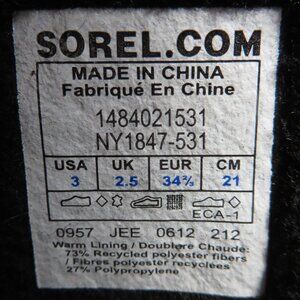 SOREL.COM
MADE IN CHINA
Fabriqué En Chine
1484021531
NY1847-531
USA UK EUR CM
3 2.5 34⅔ 21
ECA-1
0957 JEE 0612 212
Warm Lining / Doublure Chaude:
73% Recycled polyester fibers
/ Fibres polyester recyclées
27% Polypropylene